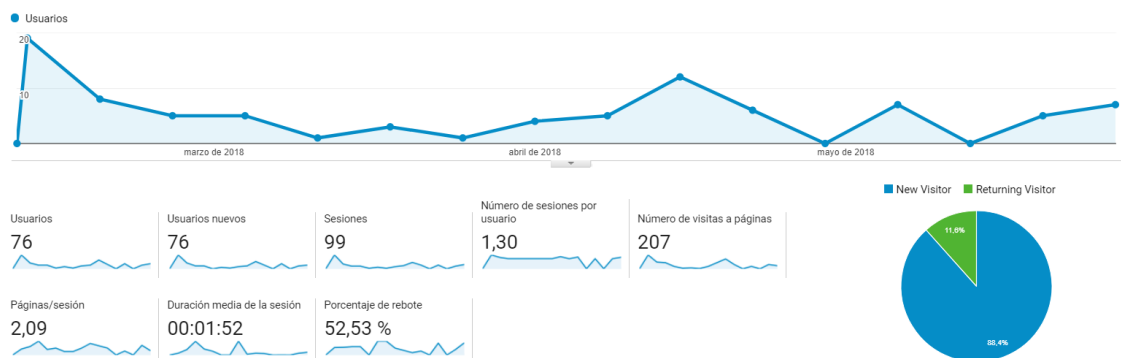 Usuarios
20
10
marzo de 2018
abril de 2018
mayo de 2018
New Visitor
Returning Visitor
Usuarios
76
Usuarios nuevos
76
Sesiones
99
Número de sesiones por
usuario
1,30
Número de visitas a páginas
207
Páginas/sesión
2,09
Duración media de la sesión
00:01:52
Porcentaje de rebote
52,53 %
11,6%
88,4%